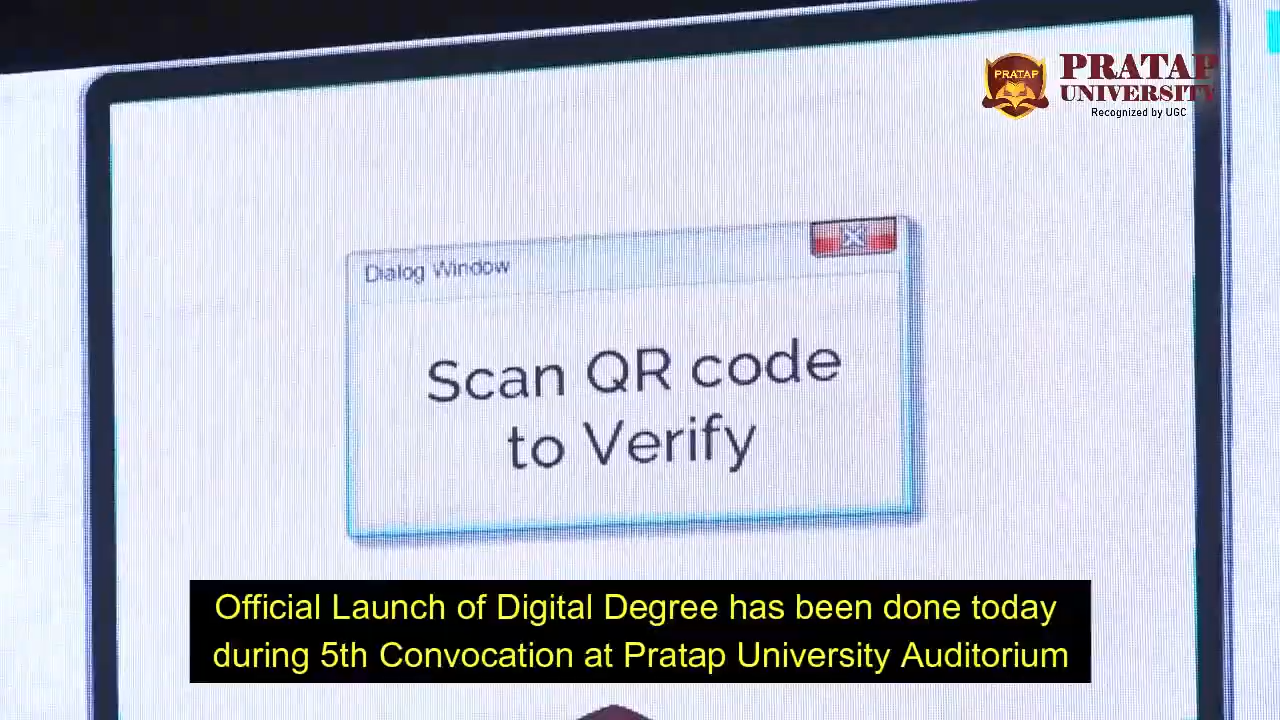 PRATAP
PRATAP
UNIVERSITY
Recognized by UGC
Dialog Window
Scan QR code
to Verify
Official Launch of Digital Degree has been done today
during 5th Convocation at Pratap University Auditorium